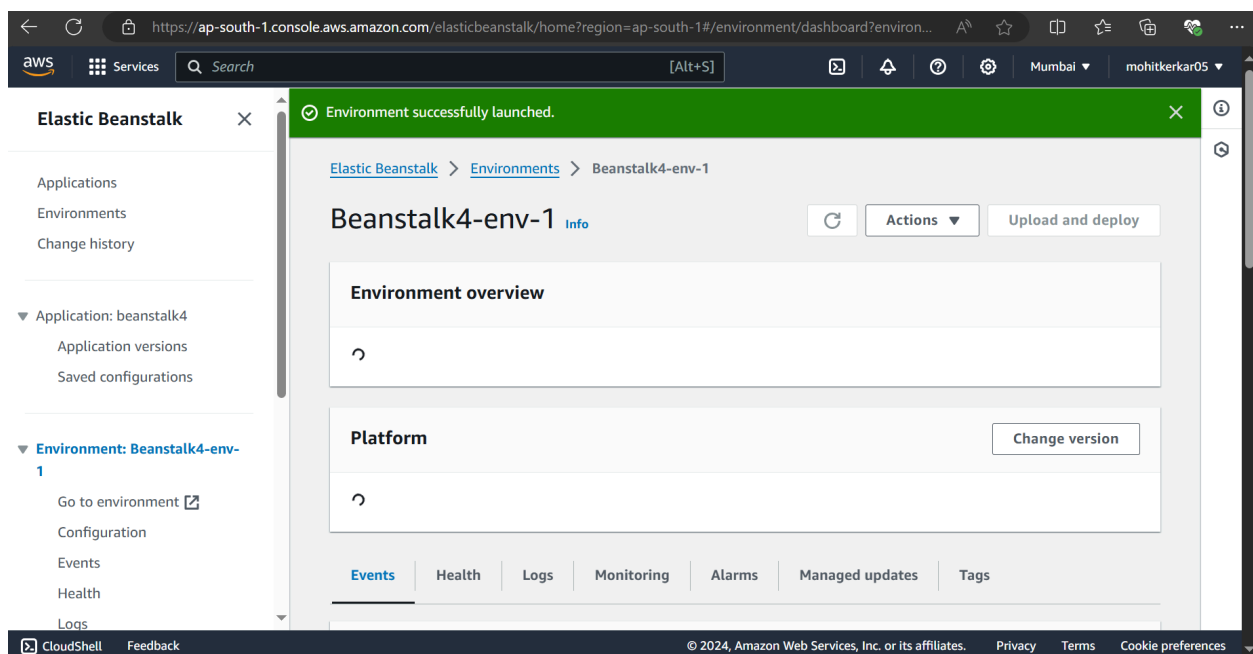 https://ap-south-1.console.aws.amazon.com/elasticbeanstalk/home?region=ap-south-1#/environment/dashboard?environ...
aws Services Search [Alt+S] Mumbai mohitkerkar05
Elastic Beanstalk
Applications
Environments
Change history
Application: beanstalk4
Application versions
Saved configurations
Environment: Beanstalk4-env-
1
Go to environment
Configuration
Events
Health
Logs
Environment successfully launched.
Elastic Beanstalk > Environments > Beanstalk4-env-1
Beanstalk4-env-1 Info Actions Upload and deploy
Environment overview
Platform Change version
Events Health Logs Monitoring Alarms Managed updates Tags
CloudShell Feedback © 2024, Amazon Web Services, Inc. or its affiliates. Privacy Terms Cookie preferences